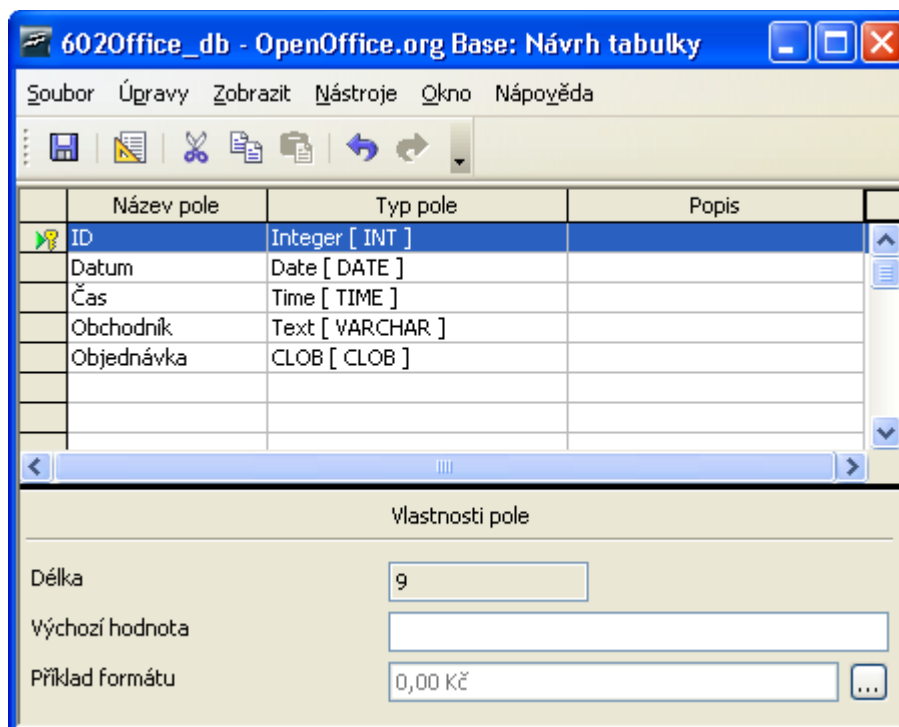 602Office_db - OpenOffice.org Base: Návrh tabulky
Soubor Úpravy Zobrazit Nástroje Okno Nápověda
Název pole Typ pole Popis
ID Integer [ INT ]
Datum Date [ DATE ]
Čas Time [ TIME ]
Obchodník Text [ VARCHAR ]
Objednávka CLOB [ CLOB ]
Vlastnosti pole
Délka 9
Výchozí hodnota
Příklad formátu 0,00 Kč ...